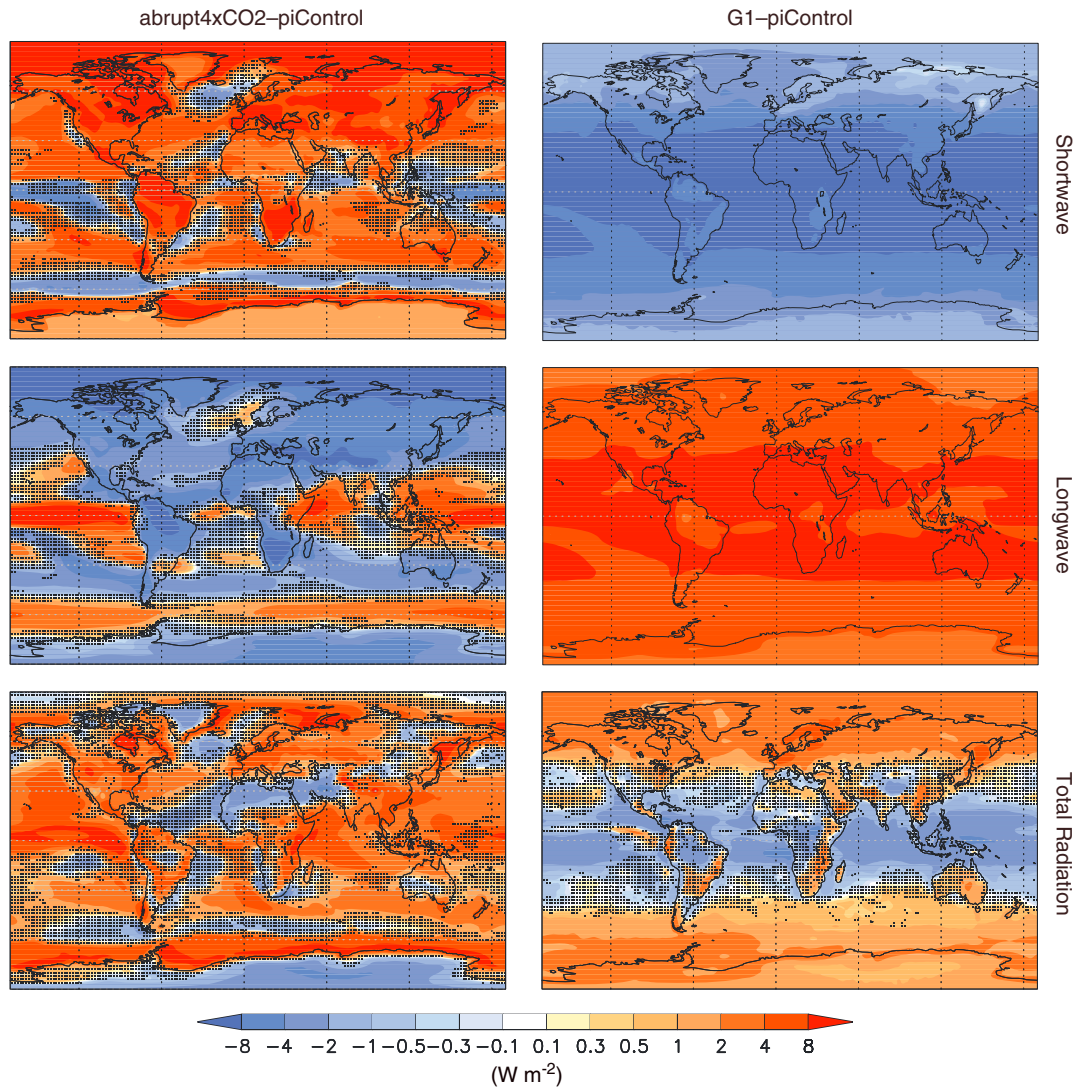 abrupt4xCO2–piControl
G1–piControl
Shortwave
Longwave
Total Radiation
−8 −4 −2 −1 −0.5 −0.3 −0.1 0.1 0.3 0.5 1 2 4 8
(W m-2)